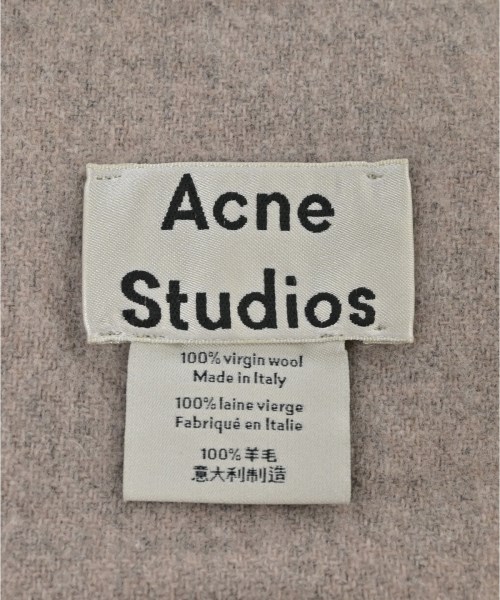 Acne
Studios
100% virgin wool
Made in Italy
100% laine vierge
Fabriqué en Italie
100%羊毛
意大利制造